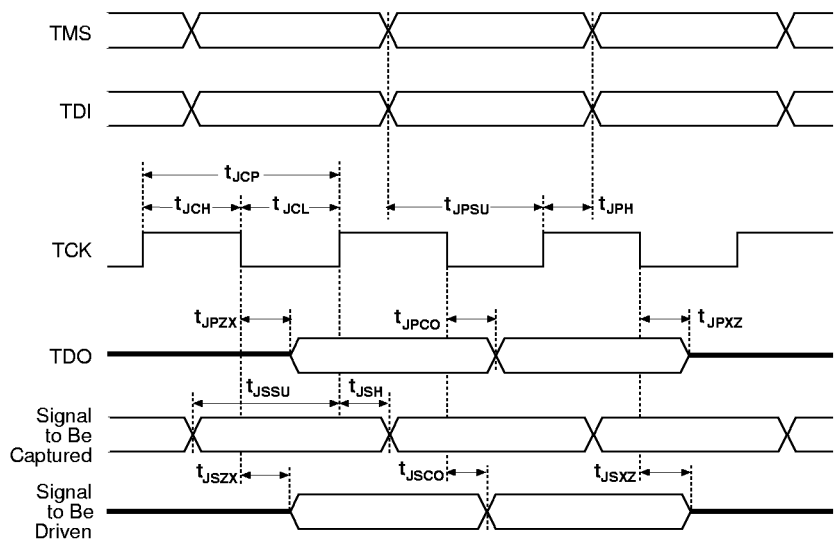 TMS
TDI
tJCP
tJCH
tJCL
tJPSU
tJPH
TCK
tJPZX
tJPCO
tJPXZ
TDO
tJSSU
tJSH
Signal
to Be
Captured
tJSZX
tJSCO
tJSXZ
Signal
to Be
Driven